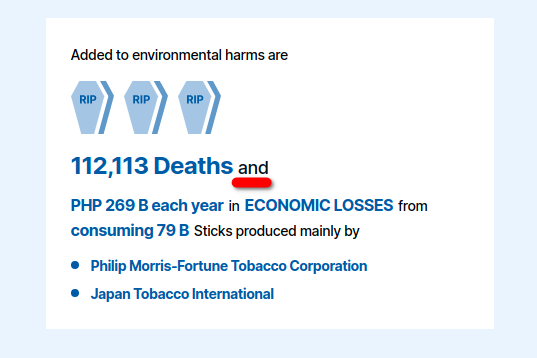 Added to environmental harms are
RIP RIP RIP
112,113 Deaths and
PHP 269 B each year in ECONOMIC LOSSES from
consuming 79 B Sticks produced mainly by
Philip Morris-Fortune Tobacco Corporation
Japan Tobacco International